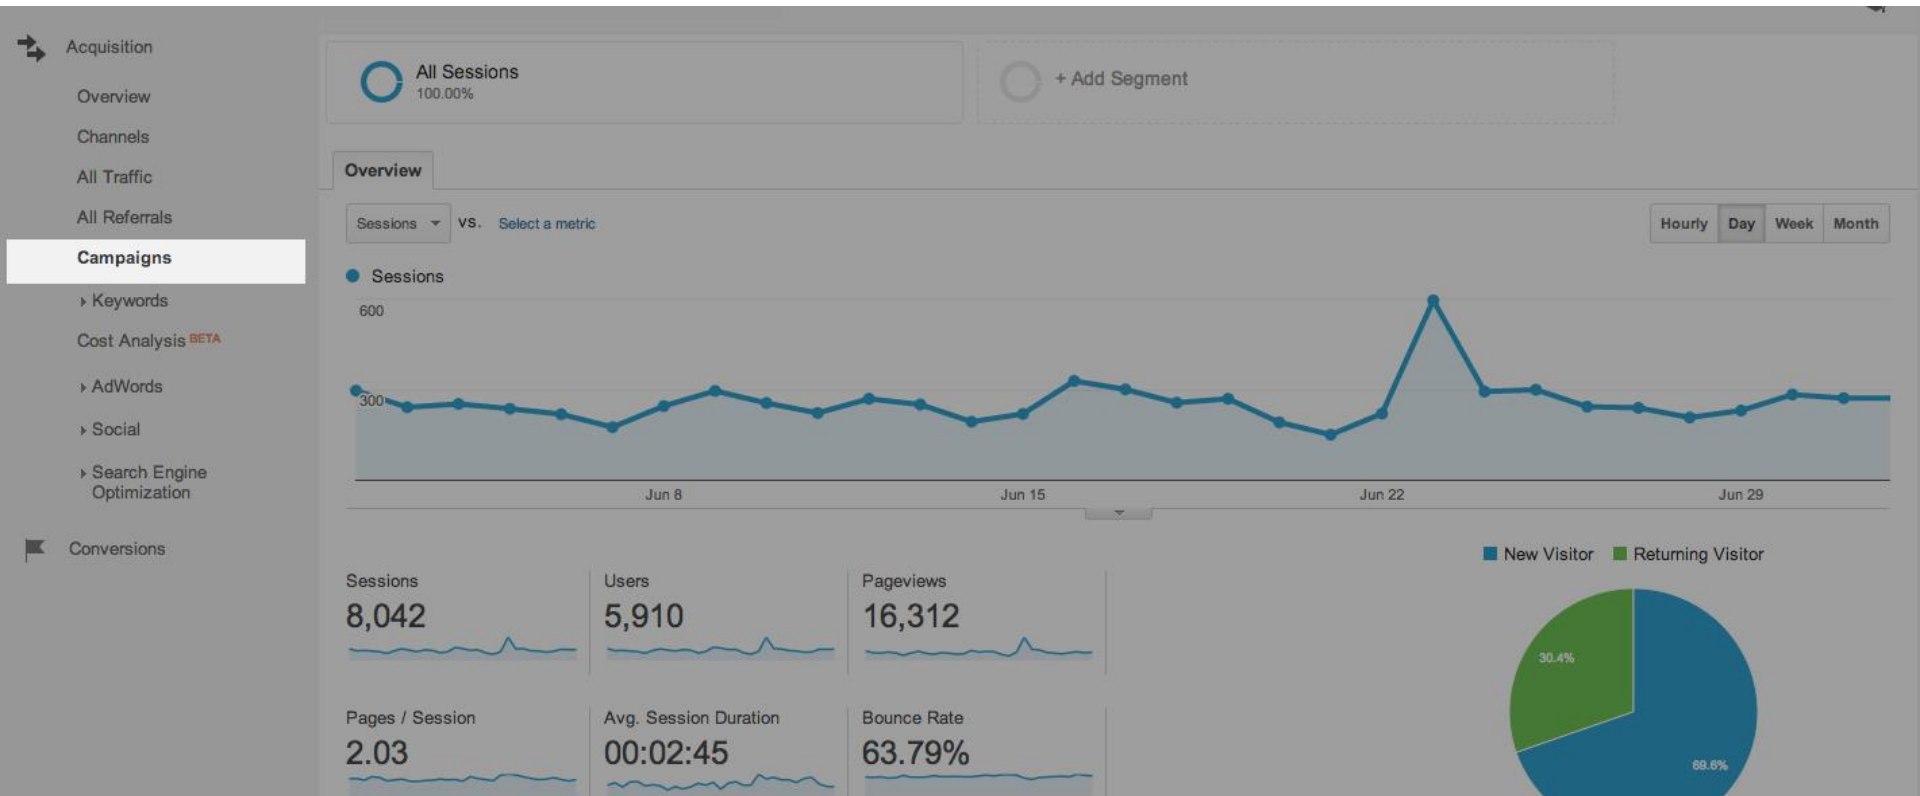 Acquisition
Overview
Channels
All Traffic
All Referrals
Campaigns
Keywords
Cost Analysis BETA
AdWords
Social
Search Engine
Optimization
Conversions
All Sessions
100.00%
+ Add Segment
Overview
Sessions vs. Select a metric
Hourly Day Week Month
Sessions
600
300
Jun 8 Jun 15 Jun 22 Jun 29
New Visitor Returning Visitor
Sessions Users Pageviews
8,042 5,910 16,312
30.4%
Pages / Session Avg. Session Duration Bounce Rate
2.03 00:02:45 63.79%
69.6%